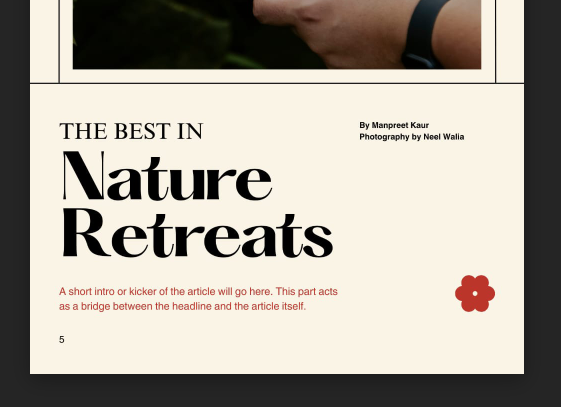 THE BEST IN
Nature
Retreats
By Manpreet Kaur
Photography by Neel Walia
A short intro or kicker of the article will go here. This part acts
as a bridge between the headline and the article itself.
5